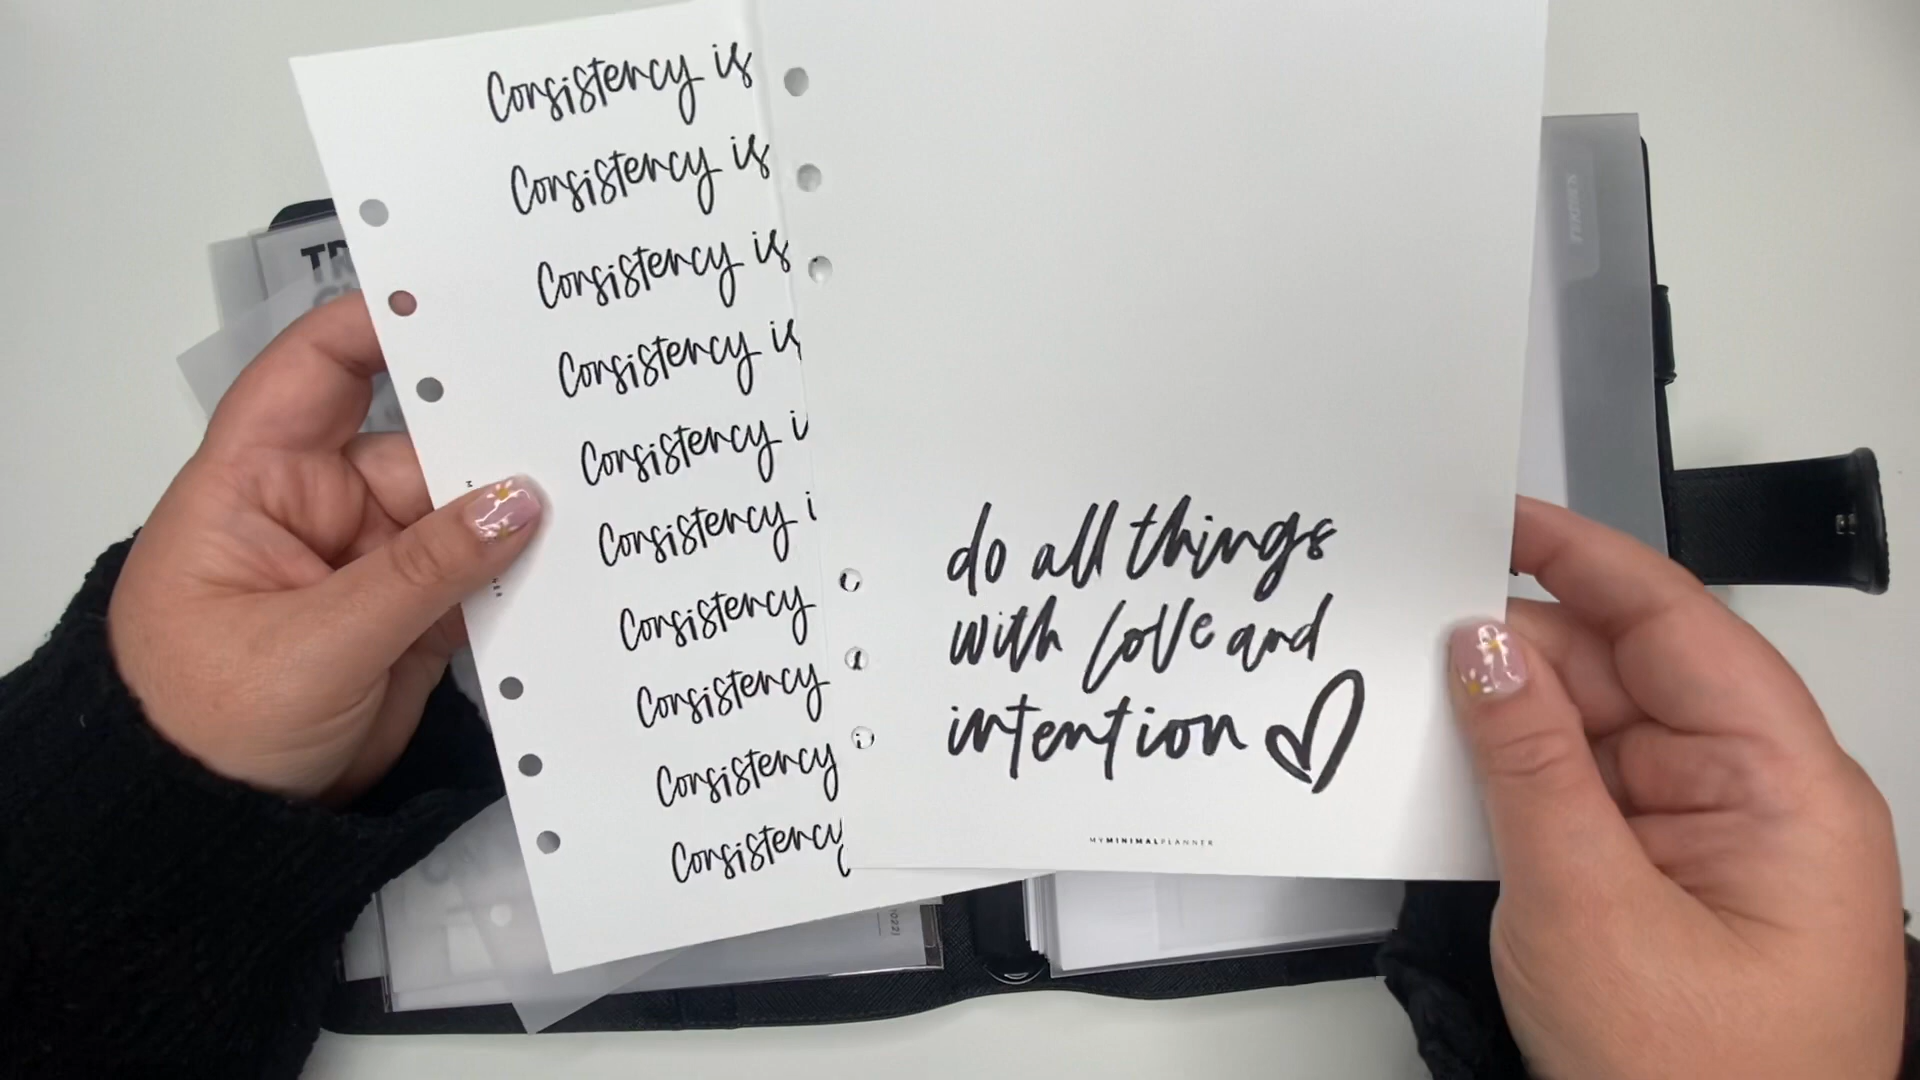 Consistency is
Consistency is
Consistency is
Consistency is
Consistency i
Consistency i
Consistency
Consistency
Consistency
Consistency
do all things
with love and
intention
MYMINIMALPLANNER
TR